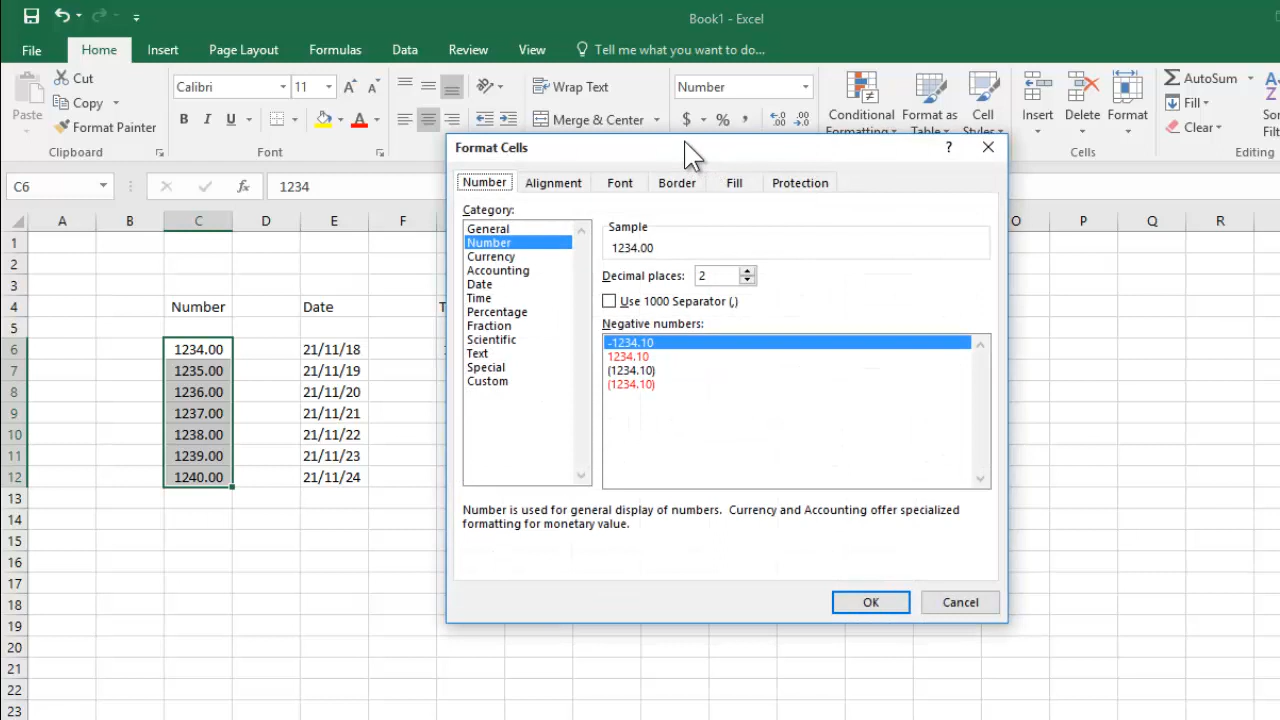 Book1 - Excel
File Home Insert Page Layout Formulas Data Review View Tell me what you want to do...
Paste
Cut
Copy
Format Painter
Clipboard
Calibri 11
B I U A
Font
Wrap Text
Merge & Center
Number
$ % ,
Conditional Formatting
Format as Table
Cell Styles
Insert Delete Format
Cells
AutoSum
Fill
Clear
Editing
C6 fx 1234
A B C D E F O P Q R
1
2
3
4 Number Date T
5
6 1234.00 21/11/18
7 1235.00 21/11/19
8 1236.00 21/11/20
9 1237.00 21/11/21
10 1238.00 21/11/22
11 1239.00 21/11/23
12 1240.00 21/11/24
13
14
15
16
17
18
19
20
21
22
23
Format Cells ?
Number Alignment Font Border Fill Protection
Category:
General
Number
Currency
Accounting
Date
Time
Percentage
Fraction
Scientific
Text
Special
Custom
Sample
1234.00
Decimal places: 2
Use 1000 Separator (,)
Negative numbers:
-1234.10
1234.10
(1234.10)
(1234.10)
Number is used for general display of numbers. Currency and Accounting offer specialized
formatting for monetary value.
OK Cancel